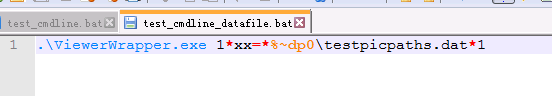 test_cmdline.bat test_cmdline_datafile.bat
1 .\ViewerWrapper.exe 1*xx=*%~dp0\testpicpaths.dat*1